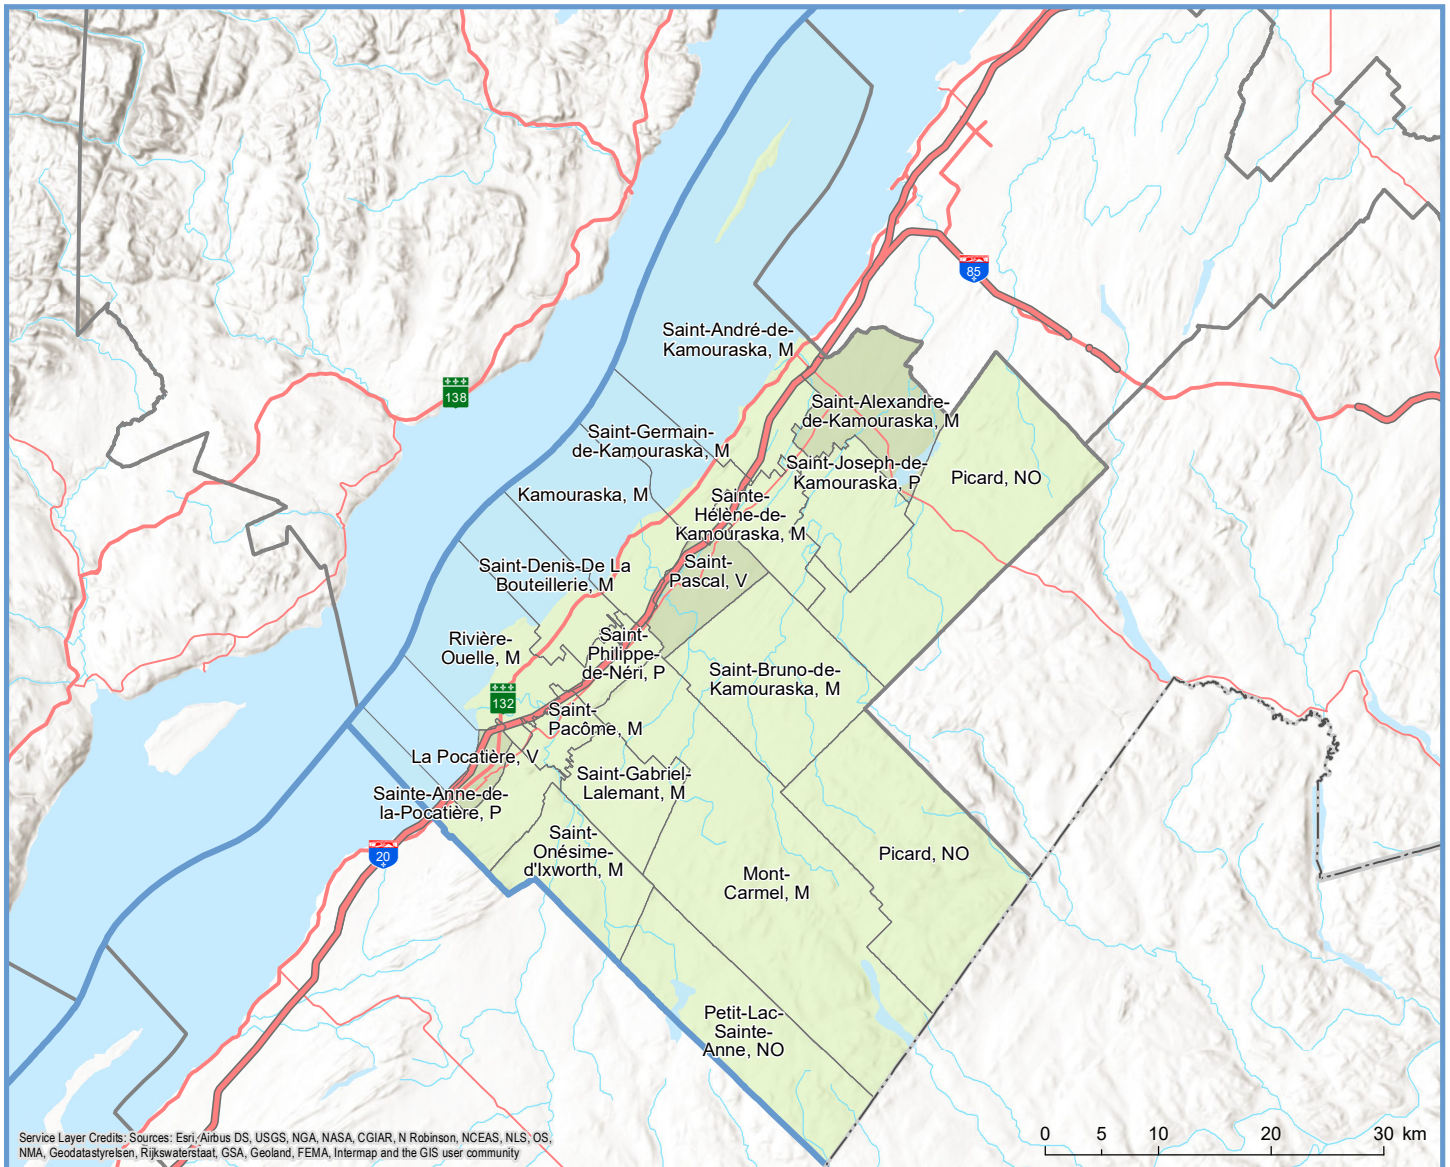 85
Saint-André-de-
Kamouraska, M
138
Saint-Alexandre-
de-Kamouraska, M
Saint-Germain-
de-Kamouraska, M
Saint-Joseph-de-
Kamouraska, P
Picard, NO
Kamouraska, M
Sainte-
Hélène-de-
Kamouraska, M
Saint-
Pascal, V
Saint-Denis-De La
Bouteillerie, M
Rivière-
Ouelle, M
Saint-
Philippe-
de-Néri, P
Saint-Bruno-de-
Kamouraska, M
132
Saint-
Pacôme, M
La Pocatière, V
Saint-Gabriel-
Lalemant, M
Sainte-Anne-de-
la-Pocatière, P
20
Saint-
Onésime-
d'Ixworth, M
Picard, NO
Mont-
Carmel, M
Petit-Lac-
Sainte-
Anne, NO
0 5 10 20 30 km
Service Layer Credits: Sources: Esri, Airbus DS, USGS, NGA, NASA, CGIAR, N Robinson, NCEAS, NLS, OS,
NMA, Geodatastyrelsen, Rijkswaterstaat, GSA, Geoland, FEMA, Intermap and the GIS user community